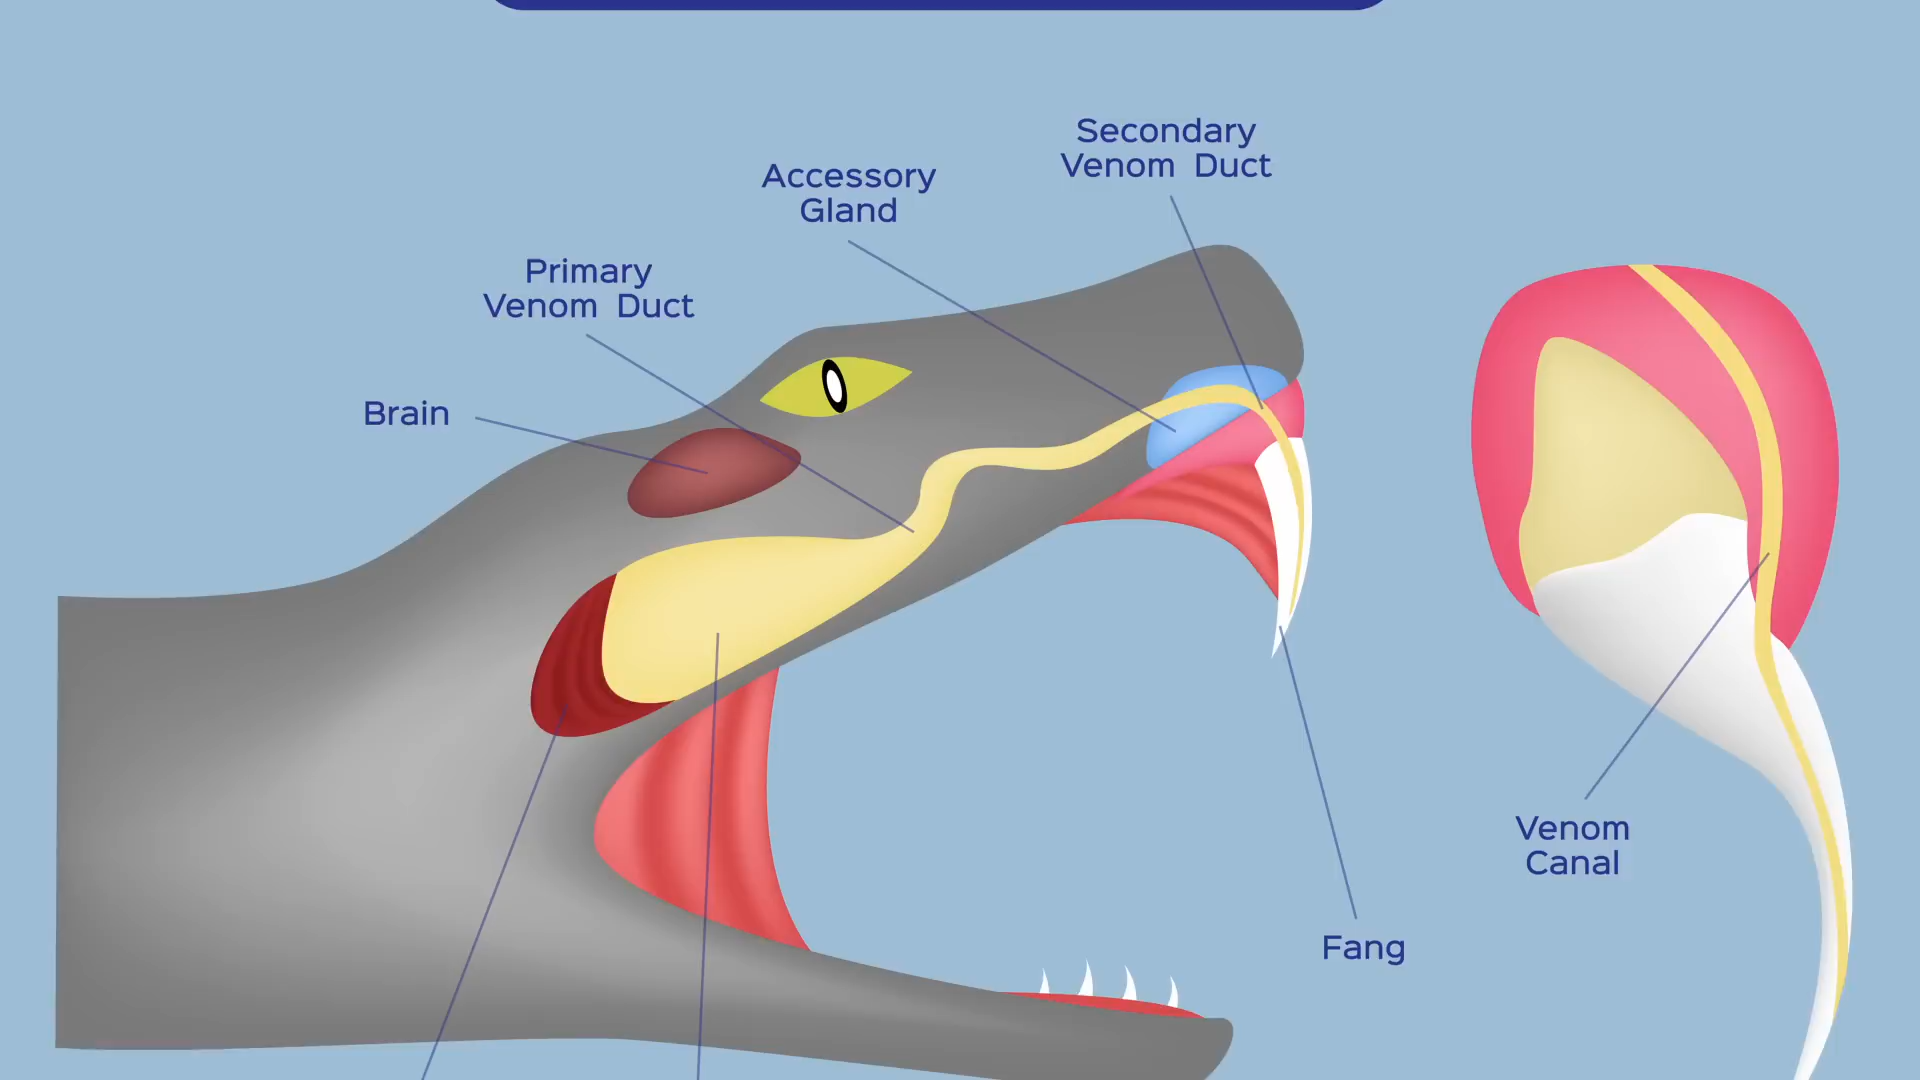 Secondary
Venom Duct
Accessory
Gland
Primary
Venom Duct
Brain
Venom
Canal
Fang